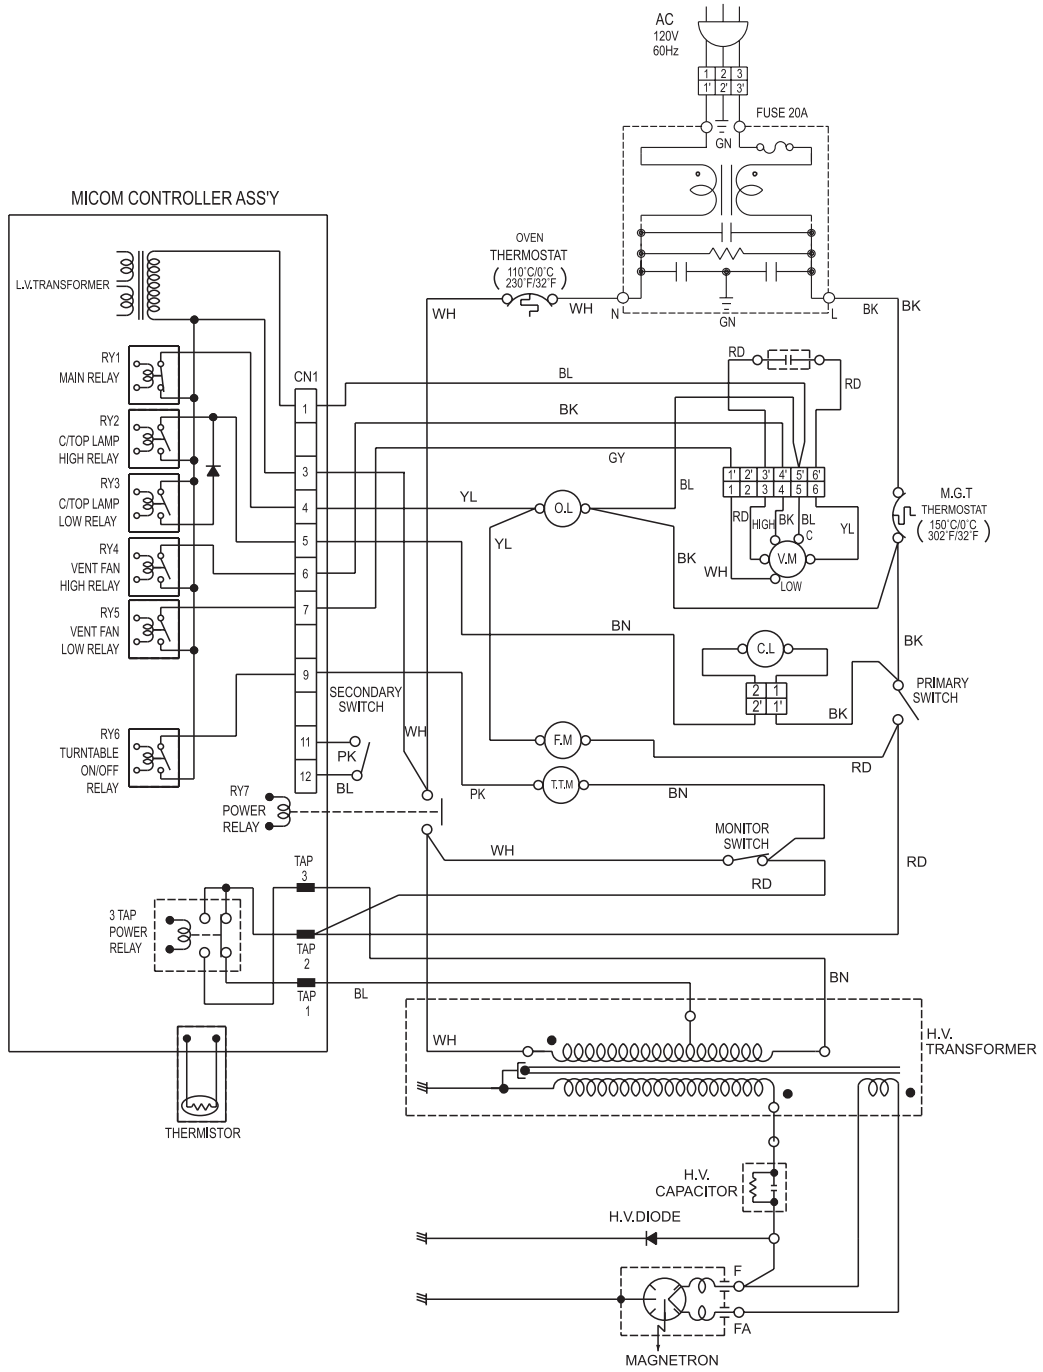 AC
120V
60Hz
1 2 3
1' 2' 3'
FUSE 20A
GN
MICOM CONTROLLER ASS'Y
L.V.TRANSFORMER
OVEN
THERMOSTAT
( 110˚C/0˚C )
230˚F/32˚F
WH
WH
N
GN
L
BK
BK
RY1
MAIN RELAY
RY2
C/TOP LAMP
HIGH RELAY
RY3
C/TOP LAMP
LOW RELAY
RY4
VENT FAN
HIGH RELAY
RY5
VENT FAN
LOW RELAY
RY6
TURNTABLE
ON/OFF
RELAY
CN1
1
3
4
5
6
7
9
11
12
BL
BK
GY
RD
RD
1' 2' 3' 4' 5' 6'
1 2 3 4 5 6
YL
O.L
BL
YL
BK
WH
RD
HIGH
BK
BL
C
YL
V.M
LOW
M.G.T
THERMOSTAT
( 150˚C/0˚C )
302˚F/32˚F
BN
C.L
2 1
2' 1'
BK
BK
PRIMARY
SWITCH
SECONDARY
SWITCH
PK
BL
WH
F.M
RD
T.T.M
PK
BN
RY7
POWER
RELAY
MONITOR
SWITCH
WH
RD
RD
TAP
3
3 TAP
POWER
RELAY
TAP
2
TAP
1
BL
BN
WH
H.V.
TRANSFORMER
THERMISTOR
H.V.
CAPACITOR
H.V.DIODE
F
FA
MAGNETRON